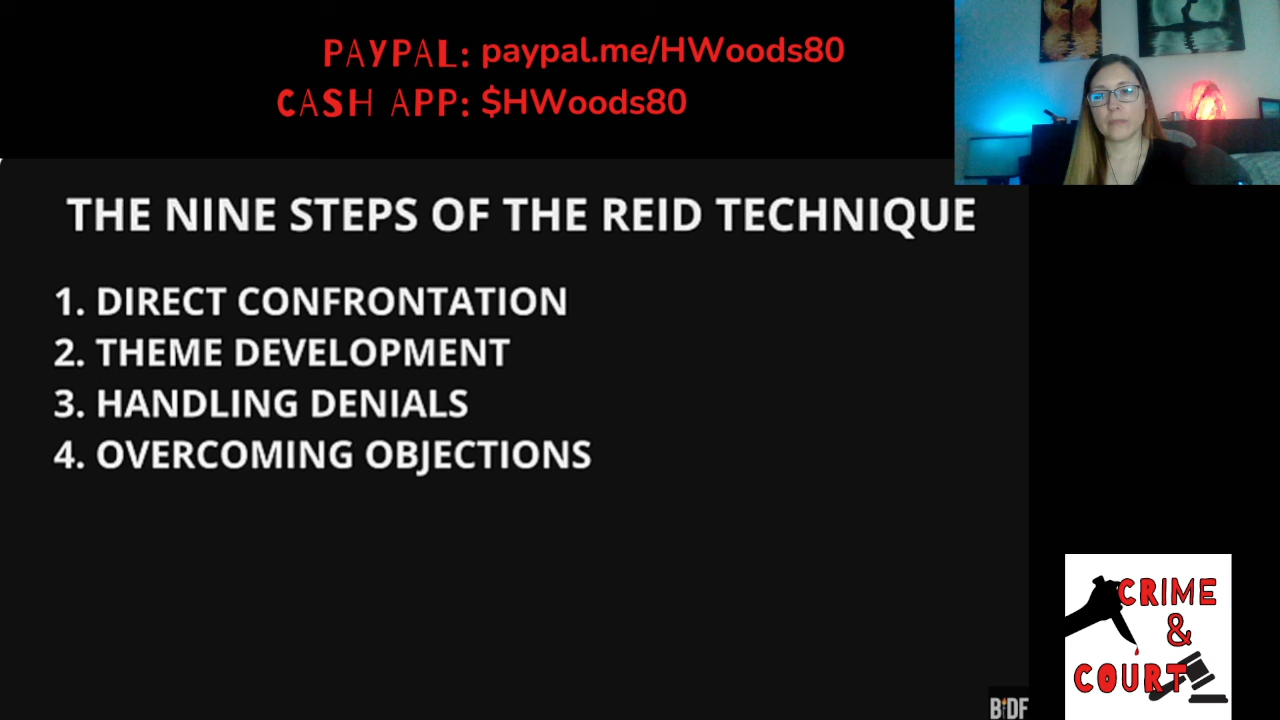 PAYPAL: paypal.me/HWoods80
CASH APP: $HWoods80
THE NINE STEPS OF THE REID TECHNIQUE
1. DIRECT CONFRONTATION
2. THEME DEVELOPMENT
3. HANDLING DENIALS
4. OVERCOMING OBJECTIONS
CRIME
&
COURT
BIDF